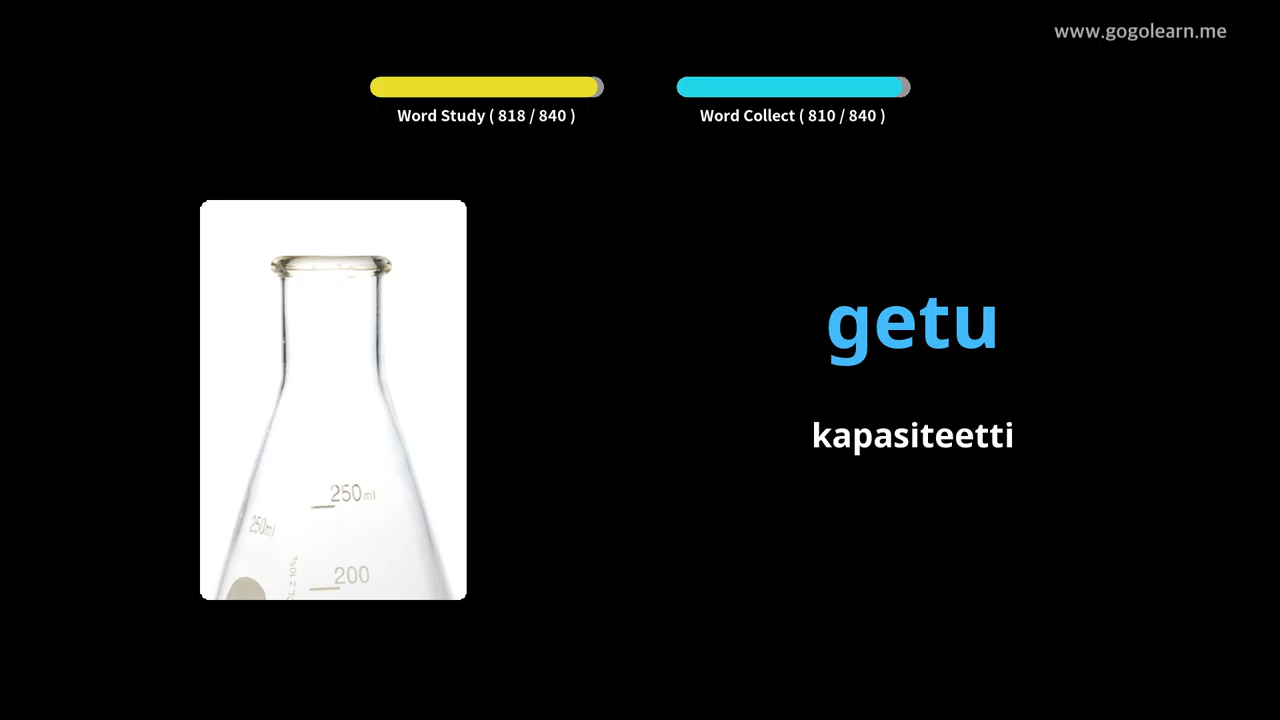 www.gogolearn.me
Word Study ( 818 / 840 )
Word Collect ( 810 / 840 )
getu
kapasiteetti
250ml
250ml
200